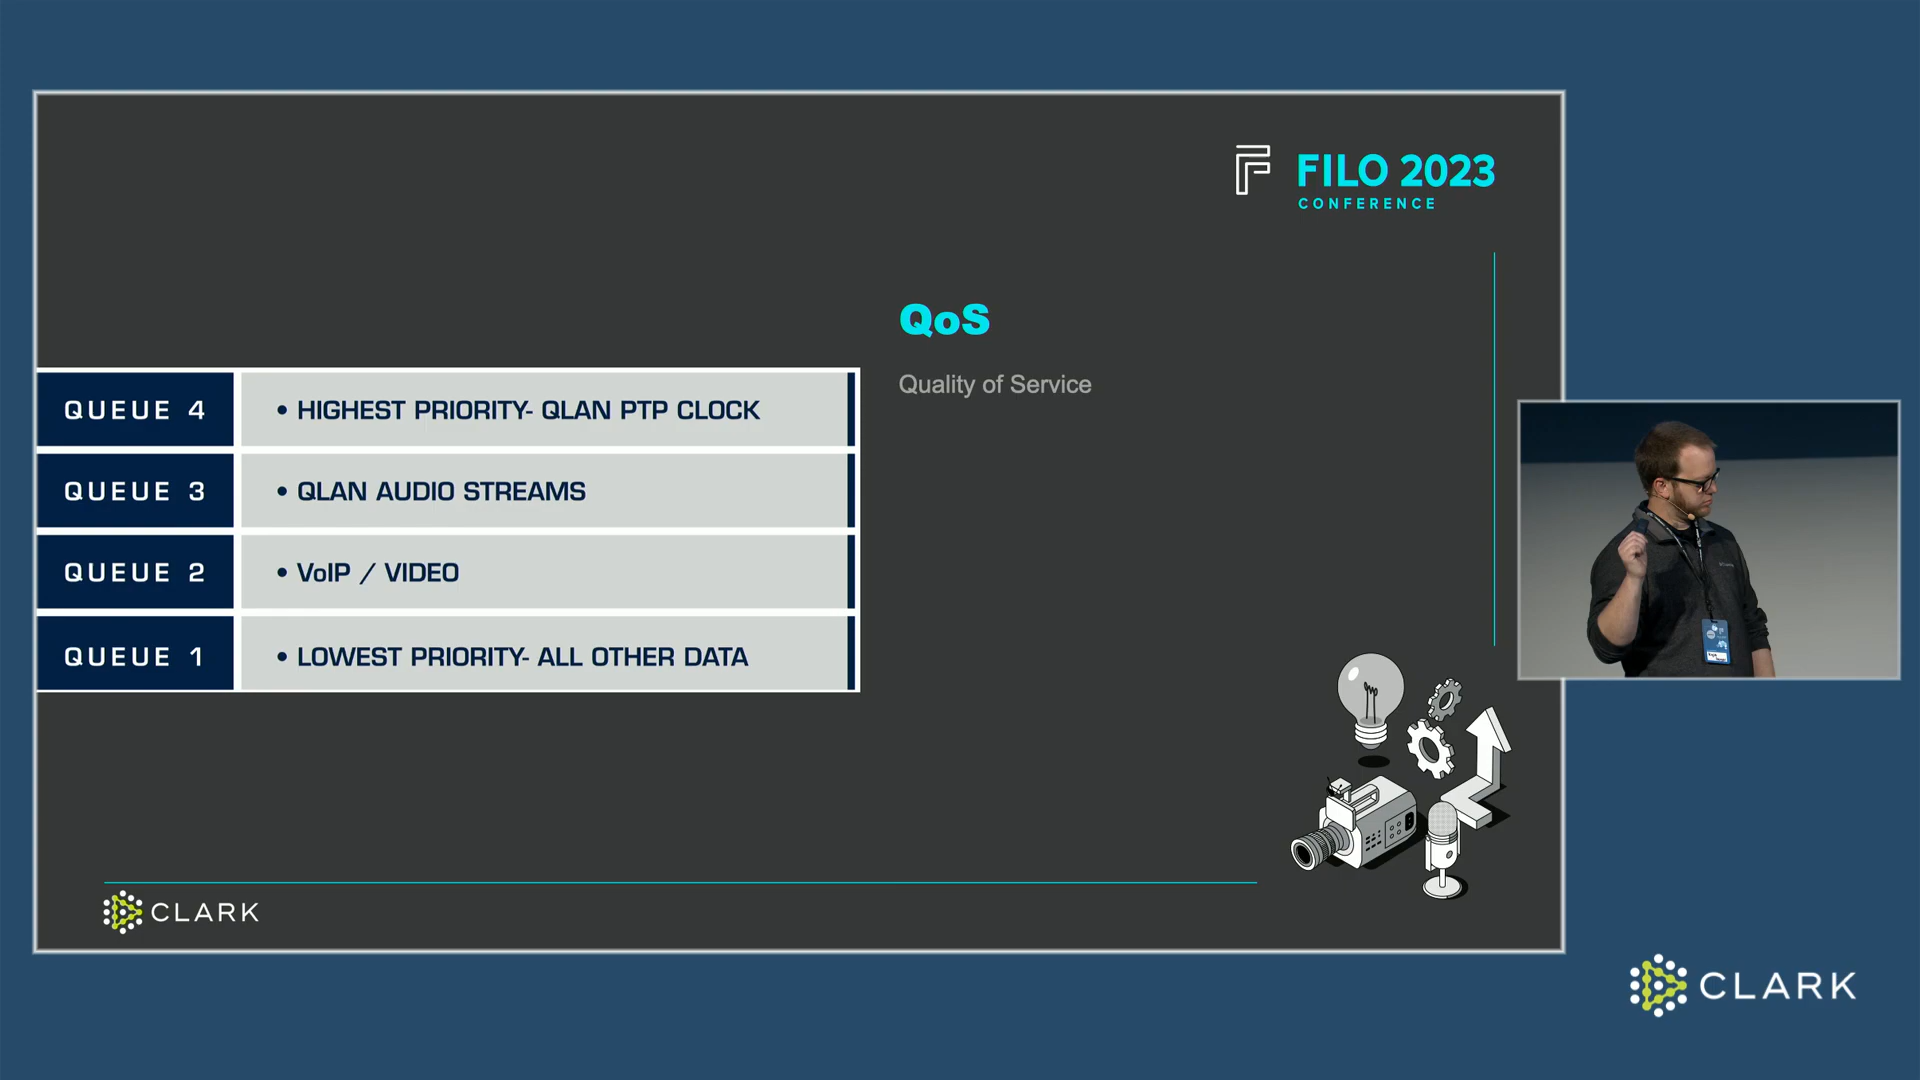 FILO 2023
CONFERENCE
QoS
Quality of Service
QUEUE 4
• HIGHEST PRIORITY- QLAN PTP CLOCK
QUEUE 3
• QLAN AUDIO STREAMS
QUEUE 2
• VoIP / VIDEO
QUEUE 1
• LOWEST PRIORITY- ALL OTHER DATA
CLARK
CLARK